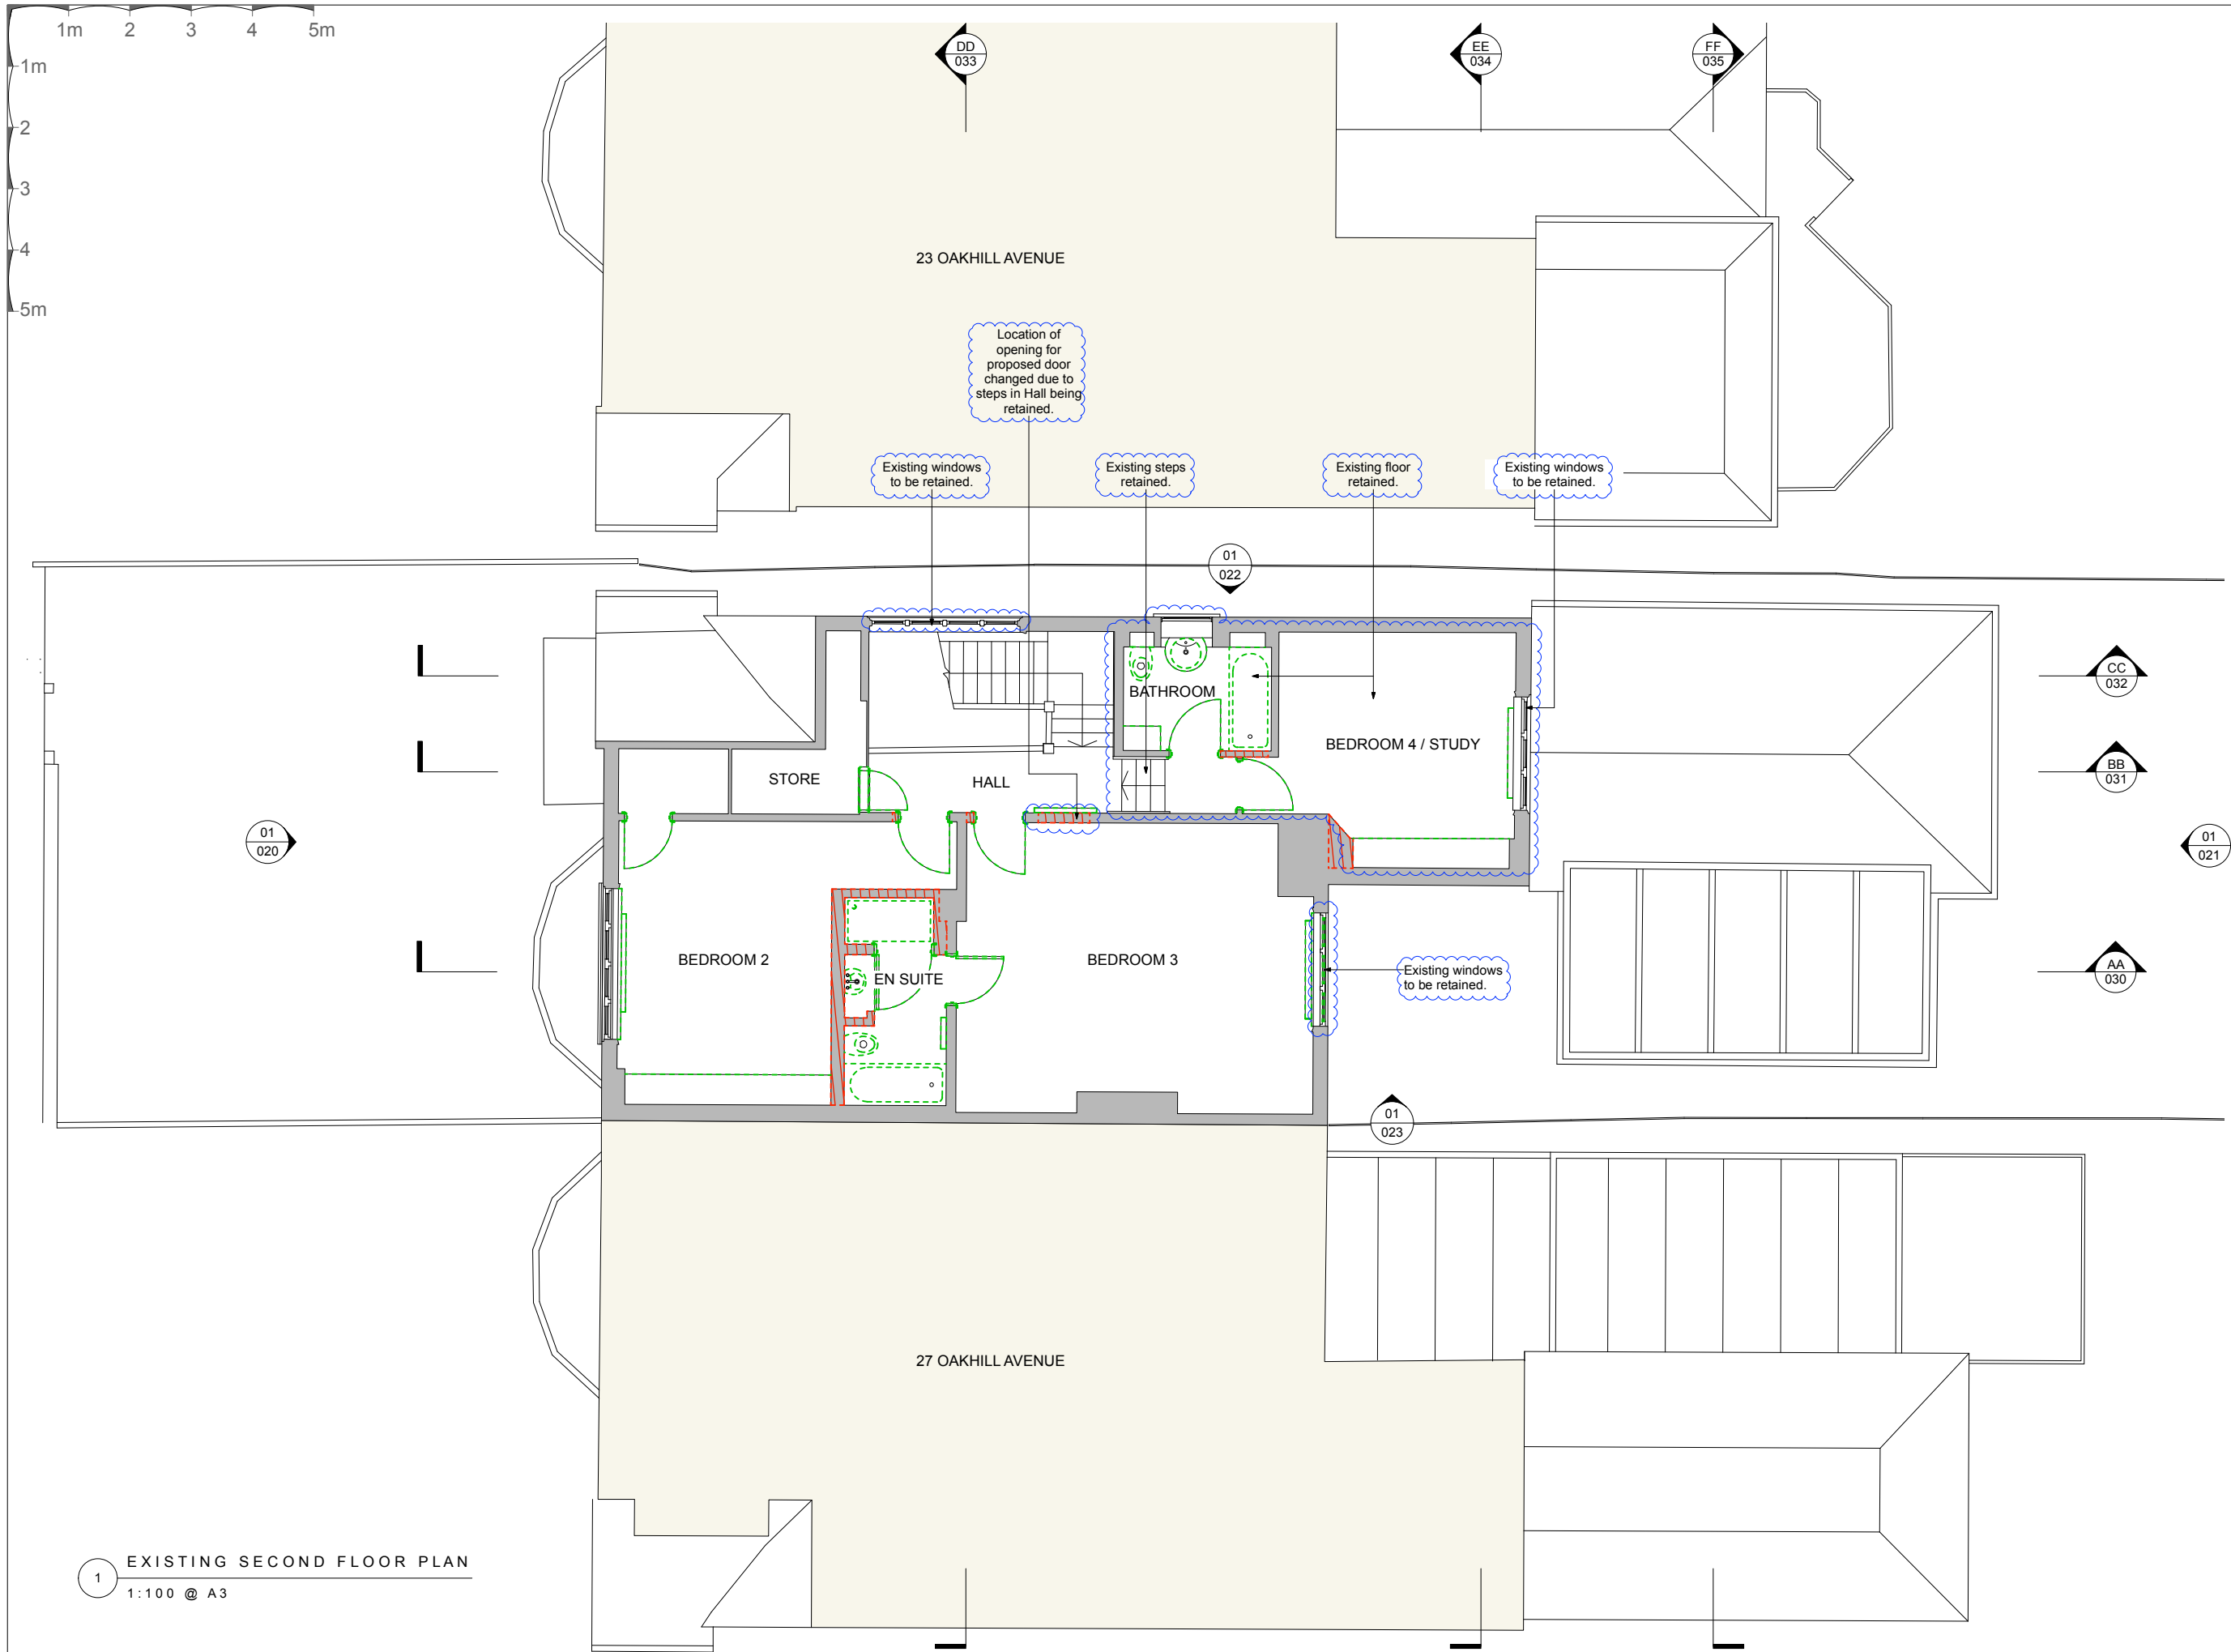 1m 2 3 4 5m
1m
2
3
4
5m
DD
033
EE
034
FF
035
23 OAKHILL AVENUE
Location of
opening for
proposed door
changed due to
steps in Hall being
retained.
Existing windows
to be retained.
Existing steps
retained.
Existing floor
retained.
Existing windows
to be retained.
01
022
BATHROOM
BEDROOM 4 / STUDY
STORE
HALL
CC
032
BB
031
01
020
01
021
BEDROOM 2
EN SUITE
BEDROOM 3
Existing windows
to be retained.
AA
030
01
023
27 OAKHILL AVENUE
1
EXISTING SECOND FLOOR PLAN
1:100 @ A3